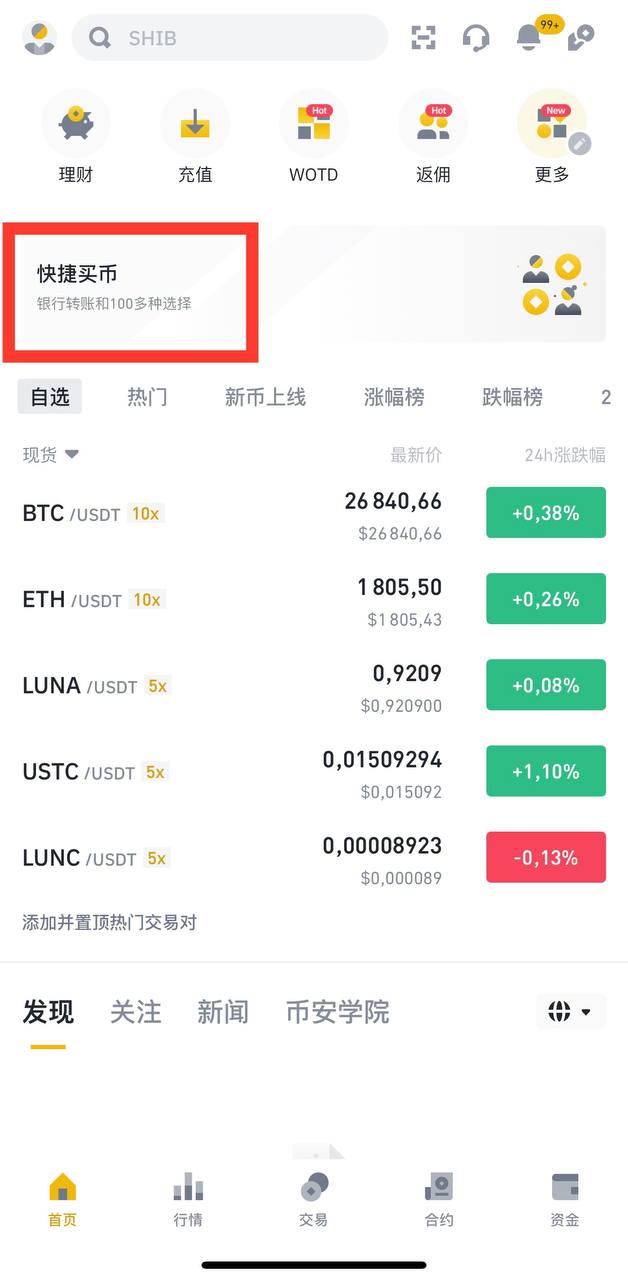 SHIB
99+
Hot
Hot
New
理财
充值
WOTD
返佣
更多
快捷买币
银行转账和100多种选择
自选 热门 新币上线 涨幅榜 跌幅榜 2
现货 最新价 24h涨跌幅
BTC /USDT 10x 26 840,66 +0,38%
$26 840,66
ETH /USDT 10x 1 805,50 +0,26%
$1 805,43
LUNA /USDT 5x 0,9209 +0,08%
$0,920900
USTC /USDT 5x 0,01509294 +1,10%
$0,015092
LUNC /USDT 5x 0,00008923 -0,13%
$0,000089
添加并置顶热门交易对
发现 关注 新闻 币安学院
首页 行情 交易 合约 资金